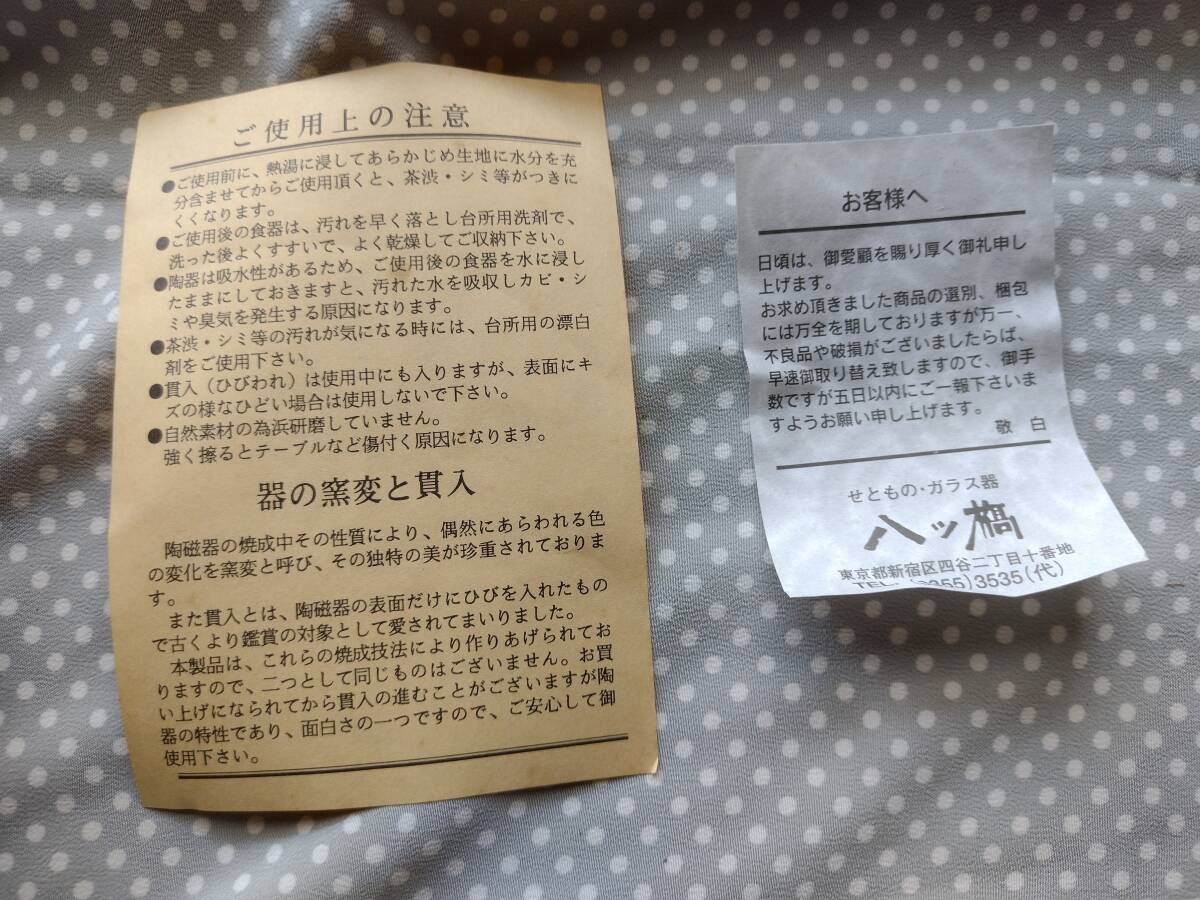 ご使用上の注意
●ご使用前に、熱湯に浸してあらかじめ生地に水分を充
分含ませてからご使用頂くと、茶渋・シミ等がつきに
くくなります。
●ご使用後の食器は、汚れを早く落とし台所用洗剤で、
洗った後よくすすいで、よく乾燥してご収納下さい。
●陶器は吸水性があるため、ご使用後の食器を水に浸し
たままにしておきますと、汚れた水を吸収しカビ・シ
ミや臭気を発生する原因になります。
●茶渋・シミ等の汚れが気になる時には、台所用の漂白
剤をご使用下さい。
●貫入（ひびわれ）は使用中にも入りますが、表面にキ
ズの様なひどい場合は使用しないで下さい。
●自然素材の為浜研磨していません。
強く擦るとテーブルなど傷付く原因になります。
器の窯変と貫入
陶磁器の焼成中その性質により、偶然にあらわれる色
の変化を窯変と呼び、その独特の美が珍重されておりま
す。
また貫入とは、陶磁器の表面だけにひびを入れたもの
で古くより鑑賞の対象として愛されてまいりました。
本製品は、これらの焼成技法により作りあげられてお
りますので、二つとして同じものはございません。お買
い上げになられてから貫入の進むことがございますが陶
器の特性であり、面白さの一つですので、ご安心して御
使用下さい。
お客様へ
日頃は、御愛顧を賜り厚く御礼申し
上げます。
お求め頂きました商品の選別、梱包
には万全を期しておりますが万一、
不良品や破損がございましたらば、
早速御取り替え致しますので、御手
数ですが五日以内にご一報下さいま
すようお願い申し上げます。
敬 白
せともの・ガラス器
八ッ橋
東京都新宿区四谷二丁目十番地
TEL 3355)3535(代)